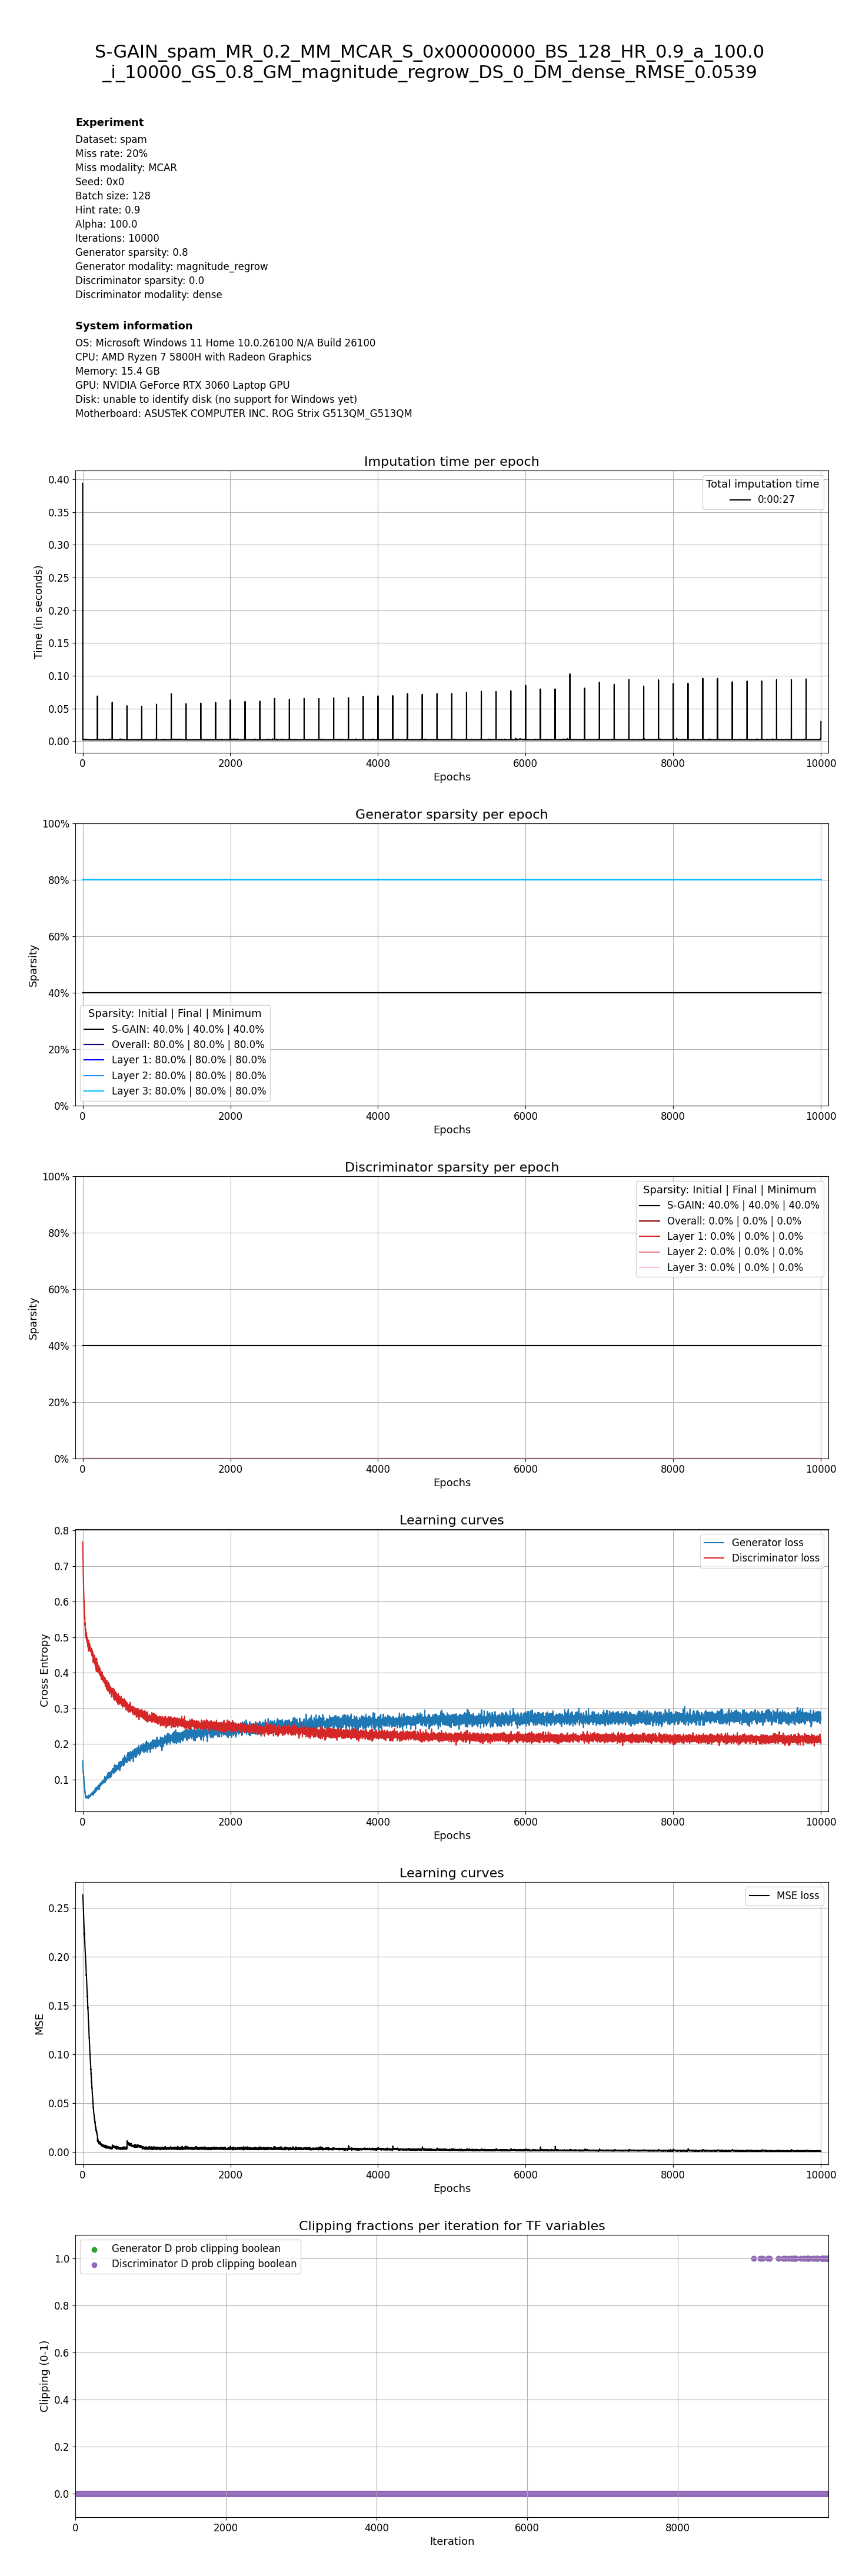 S-GAIN_spam_MR_0.2_MM_MCAR_S_0x00000000_BS_128_HR_0.9_a_100.0
_i_10000_GS_0.8_GM_magnitude_regrow_DS_0_DM_dense_RMSE_0.0539
Experiment
Dataset: spam
Miss rate: 20%
Miss modality: MCAR
Seed: 0x0
Batch size: 128
Hint rate: 0.9
Alpha: 100.0
Iterations: 10000
Generator sparsity: 0.8
Generator modality: magnitude_regrow
Discriminator sparsity: 0.0
Discriminator modality: dense
System information
OS: Microsoft Windows 11 Home 10.0.26100 N/A Build 26100
CPU: AMD Ryzen 7 5800H with Radeon Graphics
Memory: 15.4 GB
GPU: NVIDIA GeForce RTX 3060 Laptop GPU
Disk: unable to identify disk (no support for Windows yet)
Motherboard: ASUSTeK COMPUTER INC. ROG Strix G513QM_G513QM
Imputation time per epoch
Total imputation time
0:00:27
0.40
0.35
0.30
0.25
0.20
0.15
0.10
0.05
0.00
Time (in seconds)
0 2000 4000 6000 8000 10000
Epochs
Generator sparsity per epoch
100%
80%
60%
40%
20%
0%
Sparsity
Sparsity: Initial | Final | Minimum
S-GAIN: 40.0% | 40.0% | 40.0%
Overall: 80.0% | 80.0% | 80.0%
Layer 1: 80.0% | 80.0% | 80.0%
Layer 2: 80.0% | 80.0% | 80.0%
Layer 3: 80.0% | 80.0% | 80.0%
0 2000 4000 6000 8000 10000
Epochs
Discriminator sparsity per epoch
Sparsity: Initial | Final | Minimum
S-GAIN: 40.0% | 40.0% | 40.0%
Overall: 0.0% | 0.0% | 0.0%
Layer 1: 0.0% | 0.0% | 0.0%
Layer 2: 0.0% | 0.0% | 0.0%
Layer 3: 0.0% | 0.0% | 0.0%
100%
80%
60%
40%
20%
0%
Sparsity
0 2000 4000 6000 8000 10000
Epochs
Learning curves
Generator loss
Discriminator loss
0.8
0.7
0.6
0.5
0.4
0.3
0.2
0.1
Cross Entropy
0 2000 4000 6000 8000 10000
Epochs
Learning curves
MSE loss
0.25
0.20
0.15
0.10
0.05
0.00
MSE
0 2000 4000 6000 8000 10000
Epochs
Clipping fractions per iteration for TF variables
Generator D prob clipping boolean
Discriminator D prob clipping boolean
1.0
0.8
0.6
0.4
0.2
0.0
Clipping (0-1)
0 2000 4000 6000 8000
Iteration